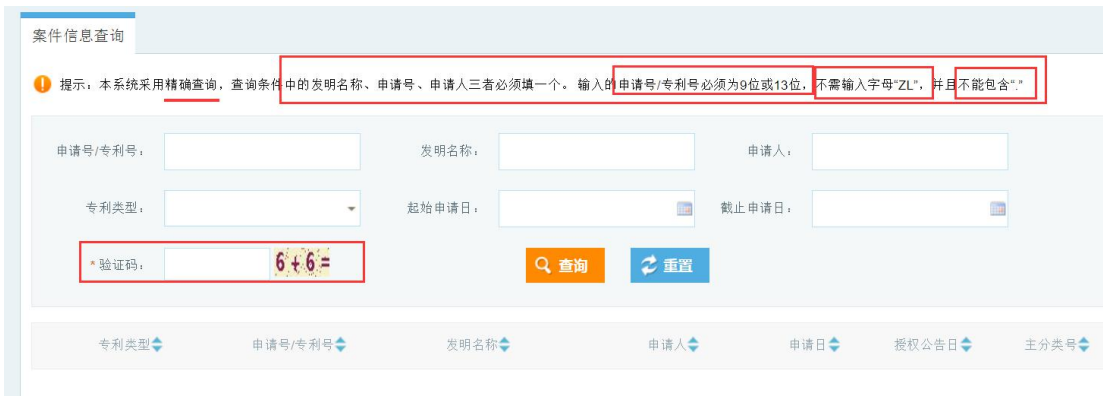 案件信息查询
提示：本系统采用精确查询，查询条件中的发明名称、申请号、申请人三者必须填一个。 输入的申请号/专利号必须为9位或13位，不需输入字母“ZL”，并且不能包含“.”
申请号/专利号： 发明名称： 申请人：
专利类型： 起始申请日： 截止申请日：
*验证码： 6+6= 查询 重置
专利类型 申请号/专利号 发明名称 申请人 申请日 授权公告日 主分类号